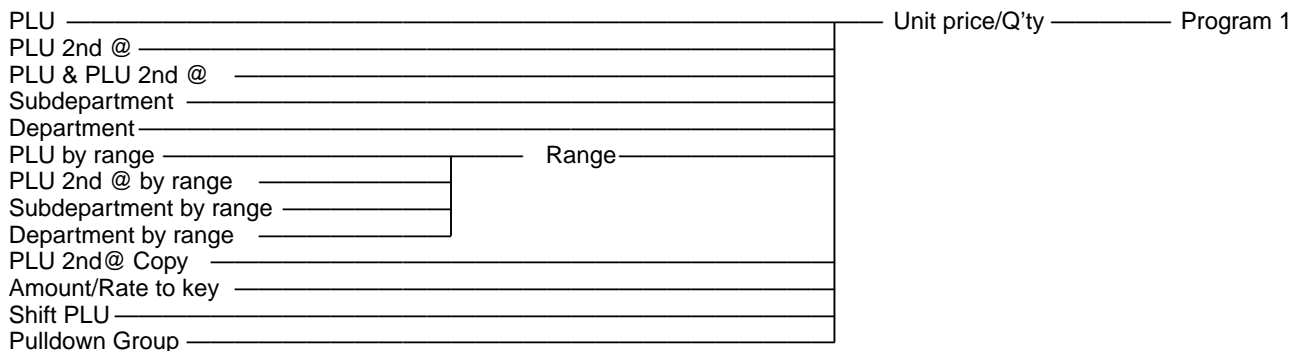 PLU Unit price/Q’ty Program 1
PLU 2nd @
PLU & PLU 2nd @
Subdepartment
Department
PLU by range Range
PLU 2nd @ by range
Subdepartment by range
Department by range
PLU 2nd@ Copy
Amount/Rate to key
Shift PLU
Pulldown Group